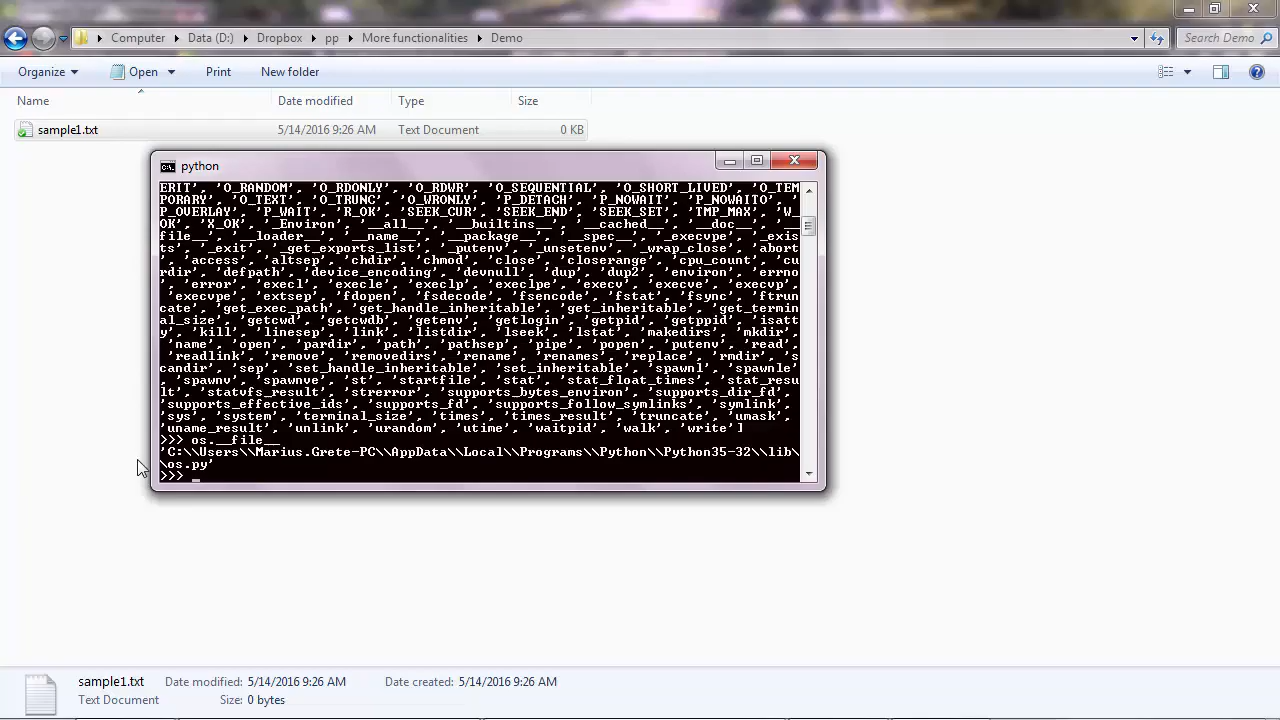 Computer Data (D:) Dropbox pp More functionalities Demo Search Demo
Organize Open Print New folder
Name Date modified Type Size
sample1.txt 5/14/2016 9:26 AM Text Document 0 KB
python
ERIT', 'O_RANDOM', 'O_RDONLY', 'O_RDWR', 'O_SEQUENTIAL', 'O_SHORT_LIVED', 'O_TEM
PORARY', 'O_TEXT', 'O_TRUNC', 'O_WRONLY', 'P_DETACH', 'P_NOWAIT', 'P_NOWAITO', '
P_OVERLAY', 'P_WAIT', 'R_OK', 'SEEK_CUR', 'SEEK_END', 'SEEK_SET', 'TMP_MAX', 'W_
OK', 'X_OK', '_Environ', '__all__', '__builtins__', '__cached__', '__doc__', '__
file__', '__loader__', '__name__', '__package__', '__spec__', '_execvpe', '_exis
ts', '_exit', '_get_exports_list', '_putenv', '_unsetenv', '_wrap_close', 'abort
', 'access', 'altsep', 'chdir', 'chmod', 'close', 'closerange', 'cpu_count', 'cu
rdir', 'defpath', 'device_encoding', 'devnull', 'dup', 'dup2', 'environ', 'errno
', 'error', 'execl', 'execle', 'execlp', 'execlpe', 'execv', 'execve', 'execvp',
'execvpe', 'extsep', 'fdopen', 'fsdecode', 'fsencode', 'fstat', 'fsync', 'ftrun
cate', 'get_exec_path', 'get_handle_inheritable', 'get_inheritable', 'get_termin
al_size', 'getcwd', 'getcwdb', 'getenv', 'getlogin', 'getpid', 'getppid', 'isatt
y', 'kill', 'linesep', 'link', 'listdir', 'lseek', 'lstat', 'makedirs', 'mkdir',
'name', 'open', 'pardir', 'path', 'pathsep', 'pipe', 'popen', 'putenv', 'read',
'readlink', 'remove', 'removedirs', 'rename', 'renames', 'replace', 'rmdir', 's
candir', 'sep', 'set_handle_inheritable', 'set_inheritable', 'spawnl', 'spawnle'
, 'spawnv', 'spawnve', 'st', 'startfile', 'stat', 'stat_float_times', 'stat_resu
lt', 'statvfs_result', 'strerror', 'supports_bytes_environ', 'supports_dir_fd',
'supports_effective_ids', 'supports_fd', 'supports_follow_symlinks', 'symlink',
'sys', 'system', 'terminal_size', 'times', 'times_result', 'truncate', 'umask',
'uname_result', 'unlink', 'urandom', 'utime', 'waitpid', 'walk', 'write']
>>> os.__file__
'C:\\Users\\Marius.Grete-PC\\AppData\\Local\\Programs\\Python\\Python35-32\\lib\
\os.py'
>>> _
sample1.txt Date modified: 5/14/2016 9:26 AM Date created: 5/14/2016 9:26 AM
Text Document Size: 0 bytes